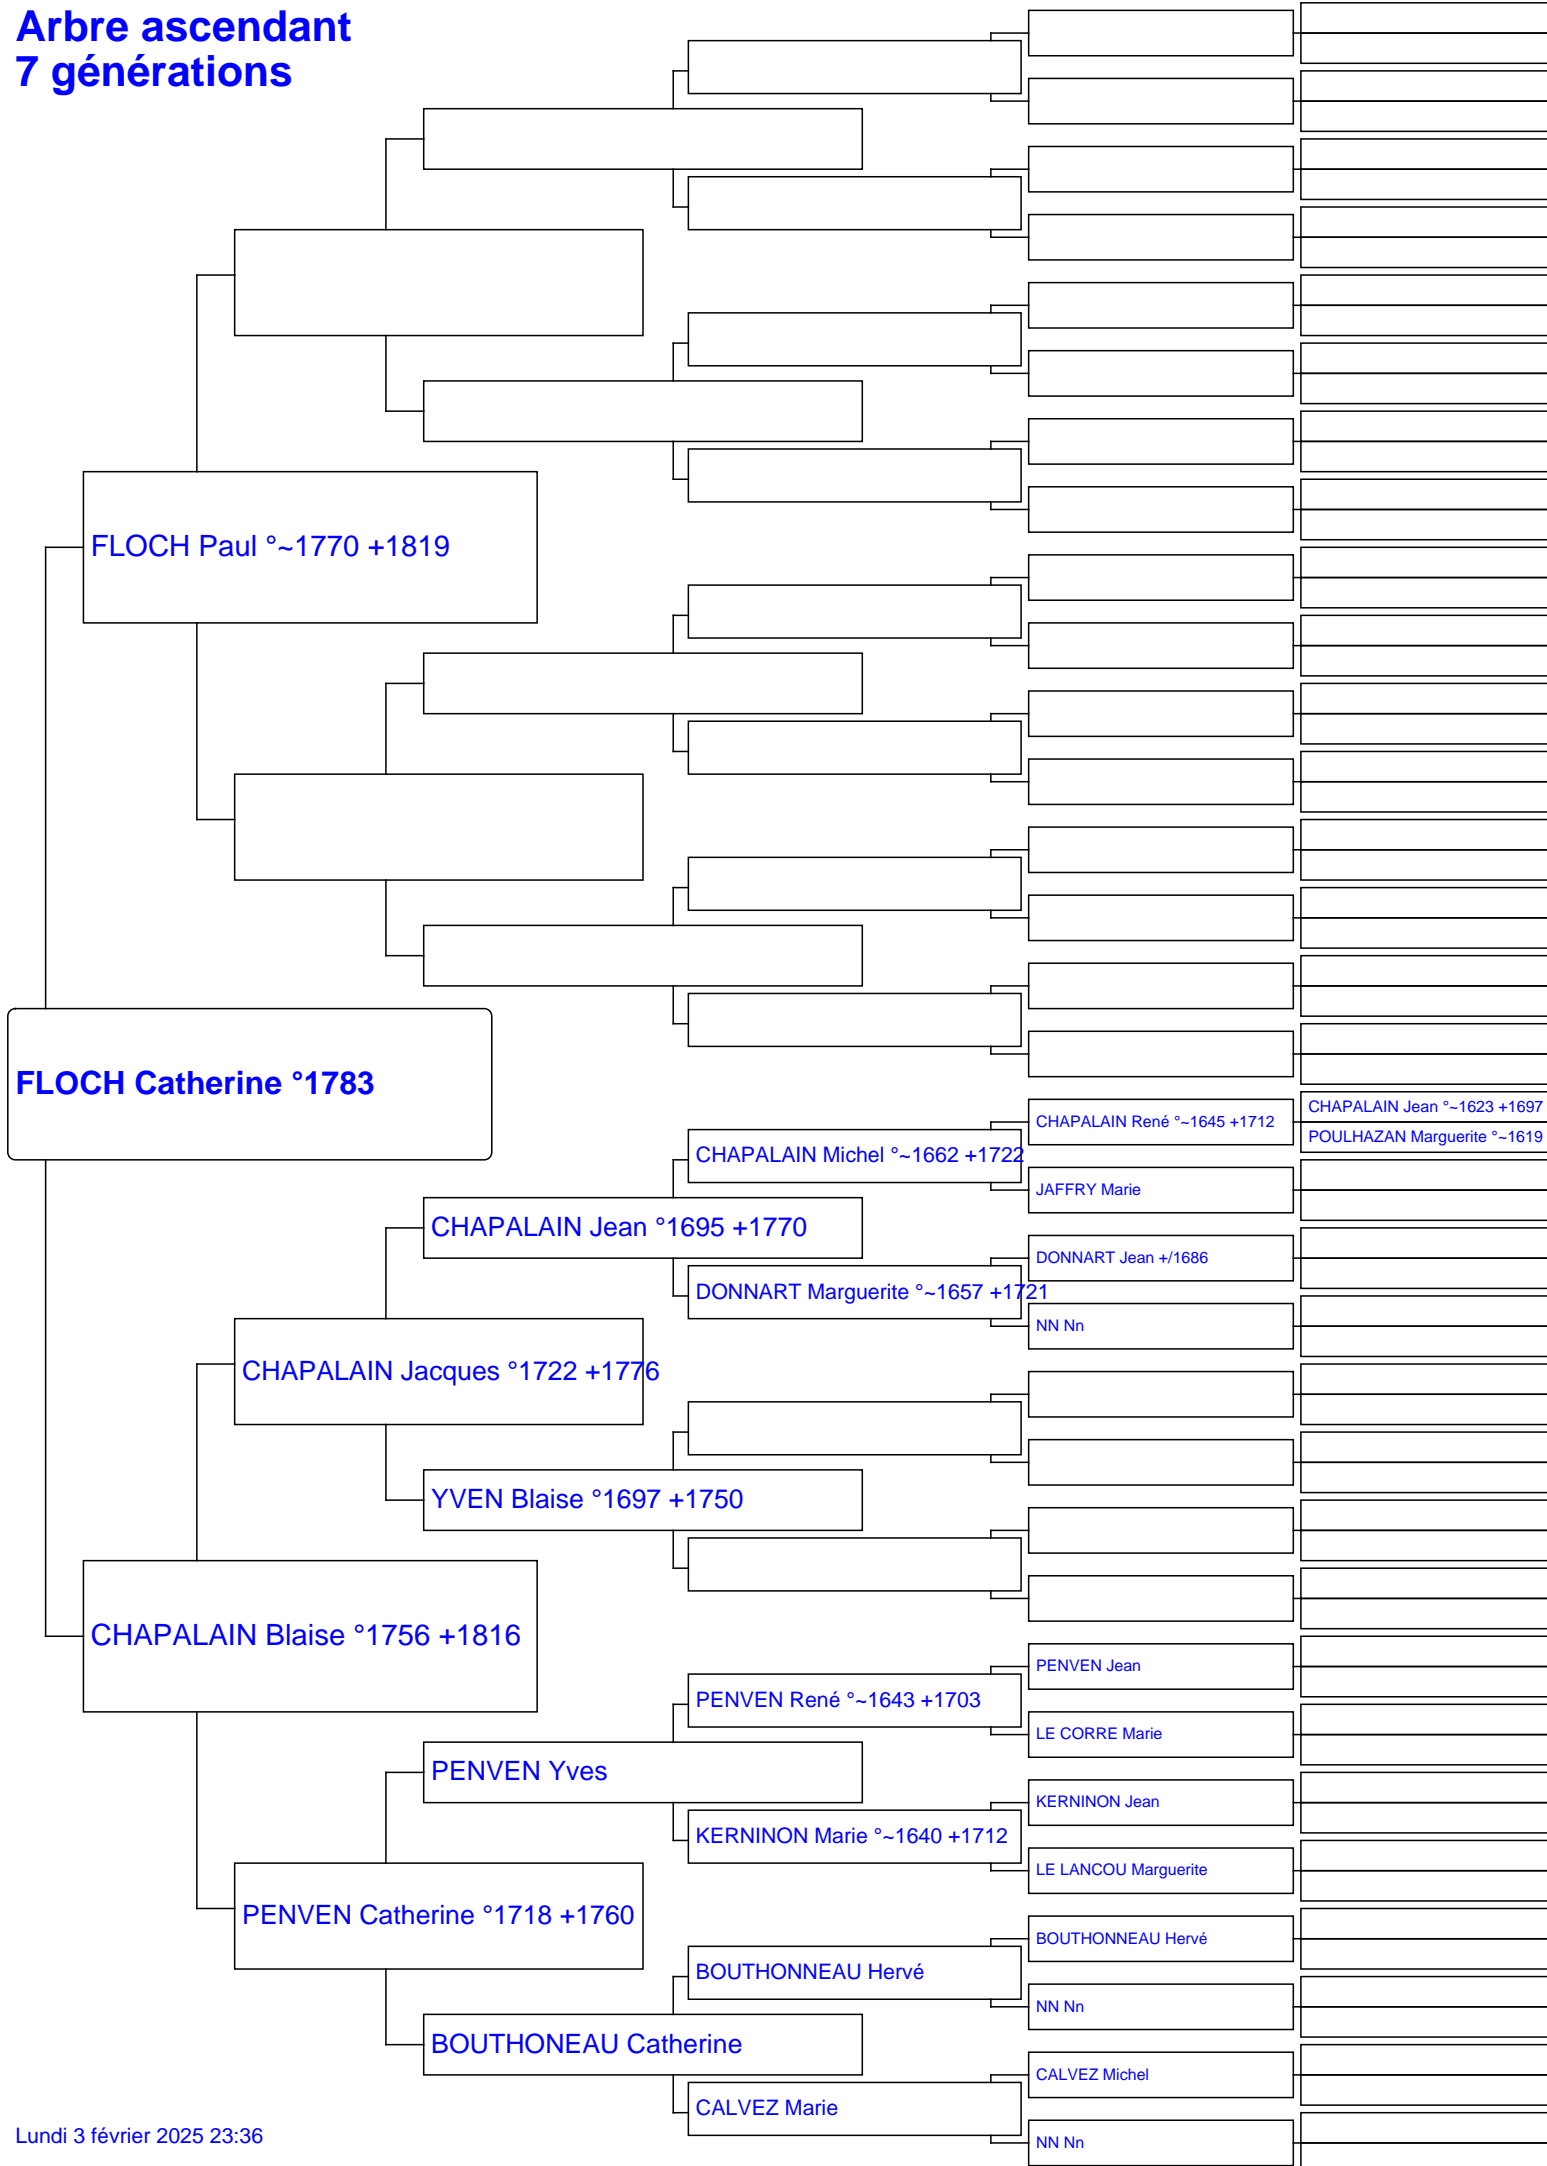 Arbre ascendant
7 générations
FLOCH Paul °~1770 +1819
FLOCH Catherine °1783
CHAPALAIN René °~1645 +1712
CHAPALAIN Jean °~1623 +1697
POULHAZAN Marguerite °~1619
CHAPALAIN Michel °~1662 +1722
JAFFRY Marie
CHAPALAIN Jean °1695 +1770
DONNART Jean +/1686
DONNART Marguerite °~1657 +1721
NN Nn
CHAPALAIN Jacques °1722 +1776
YVEN Blaise °1697 +1750
CHAPALAIN Blaise °1756 +1816
PENVEN Jean
PENVEN René °~1643 +1703
LE CORRE Marie
PENVEN Yves
KERNINON Jean
KERNINON Marie °~1640 +1712
LE LANCOU Marguerite
PENVEN Catherine °1718 +1760
BOUTHONNEAU Hervé
BOUTHONNEAU Hervé
NN Nn
BOUTHONEAU Catherine
CALVEZ Michel
CALVEZ Marie
NN Nn
Lundi 3 février 2025 23:36